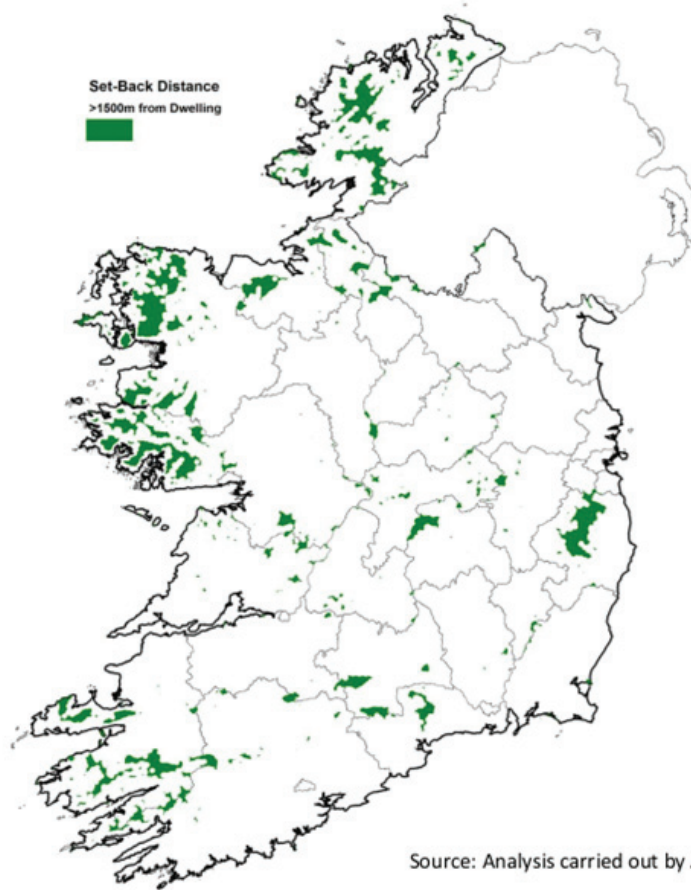 Set-Back Distance
>1500m from Dwelling
Source: Analysis carried out by